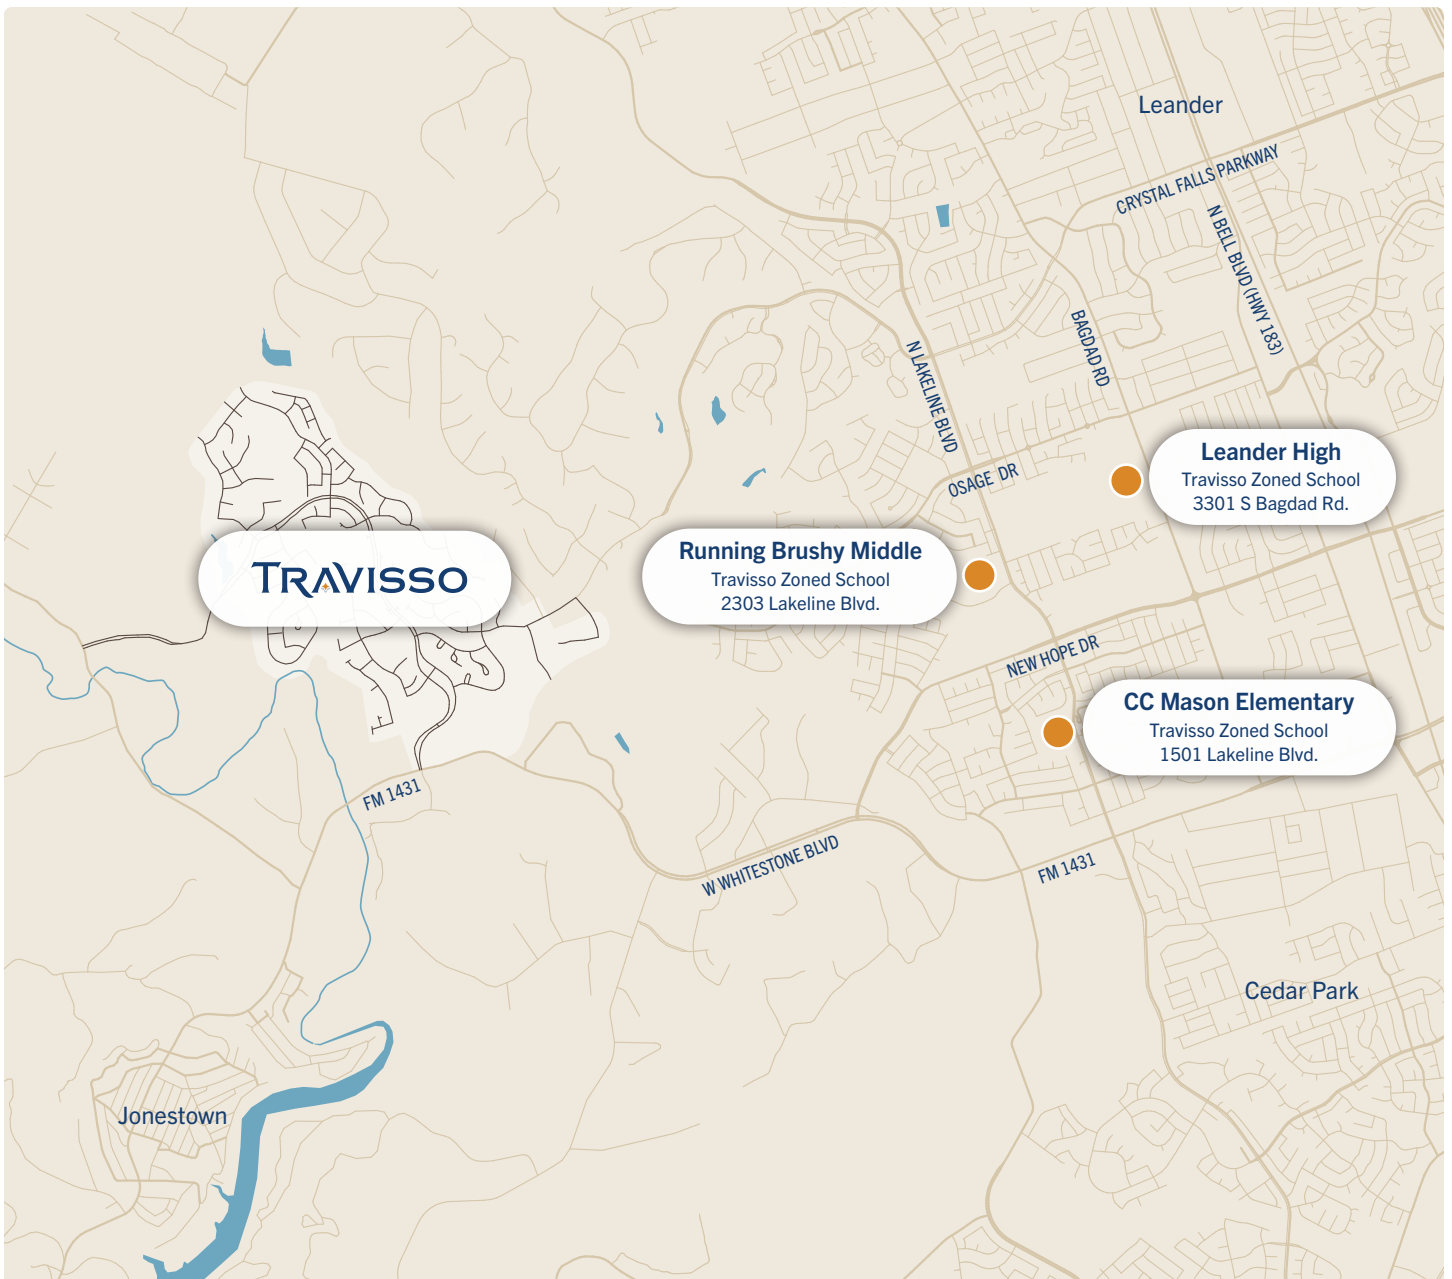 Leander
CRYSTAL FALLS PARKWAY
N BELL BLVD (HWY 183)
BAGDAD RD
N LAKELINE BLVD
OSAGE DR
Leander High
Travisso Zoned School
3301 S Bagdad Rd.
Running Brushy Middle
Travisso Zoned School
2303 Lakeline Blvd.
TRAVISSO
NEW HOPE DR
CC Mason Elementary
Travisso Zoned School
1501 Lakeline Blvd.
FM 1431
W WHITESTONE BLVD
FM 1431
Cedar Park
Jonestown